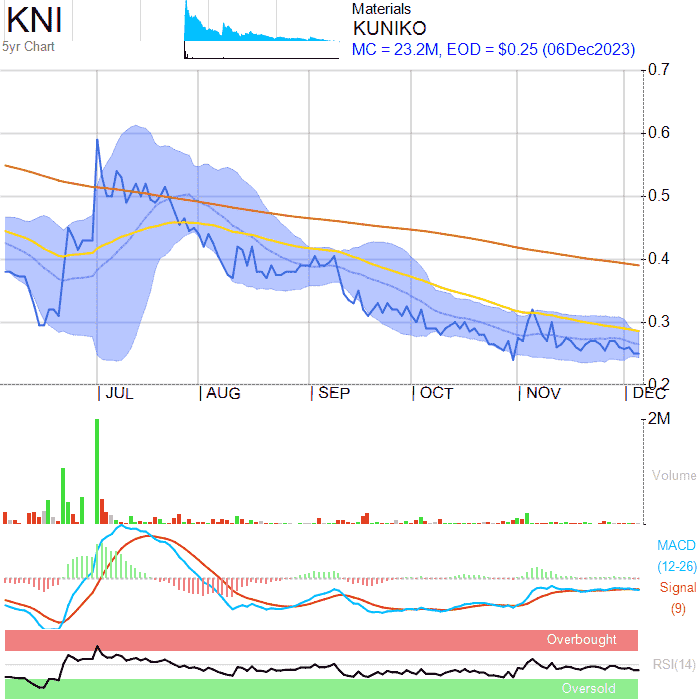 KNI
5yr Chart
Materials
KUNIKO
MC = 23.2M, EOD = $0.25 (06Dec2023)
0.7
0.6
0.5
0.4
0.3
0.2
JUL
AUG
SEP
OCT
NOV
DEC
2M
Volume
MACD
(12-26)
Signal
(9)
Overbought
RSI(14)
Oversold